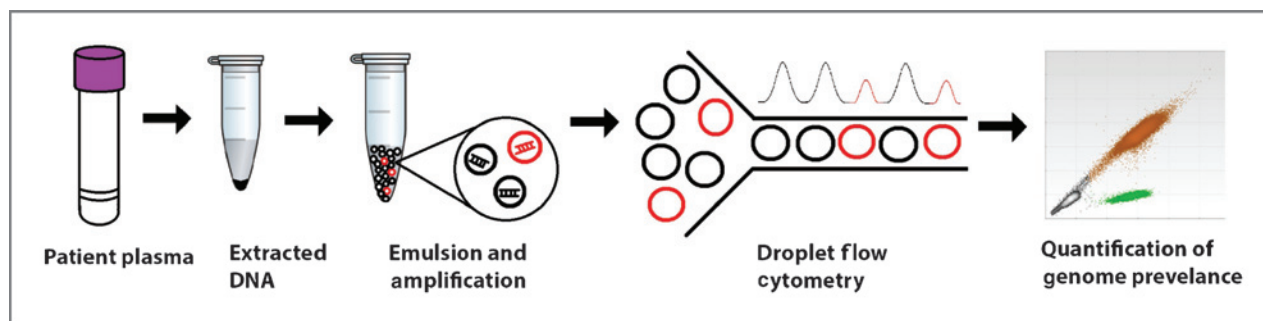 Patient plasma
Extracted
DNA
Emulsion and
amplification
Droplet flow
cytometry
Quantification of
genome prevelance